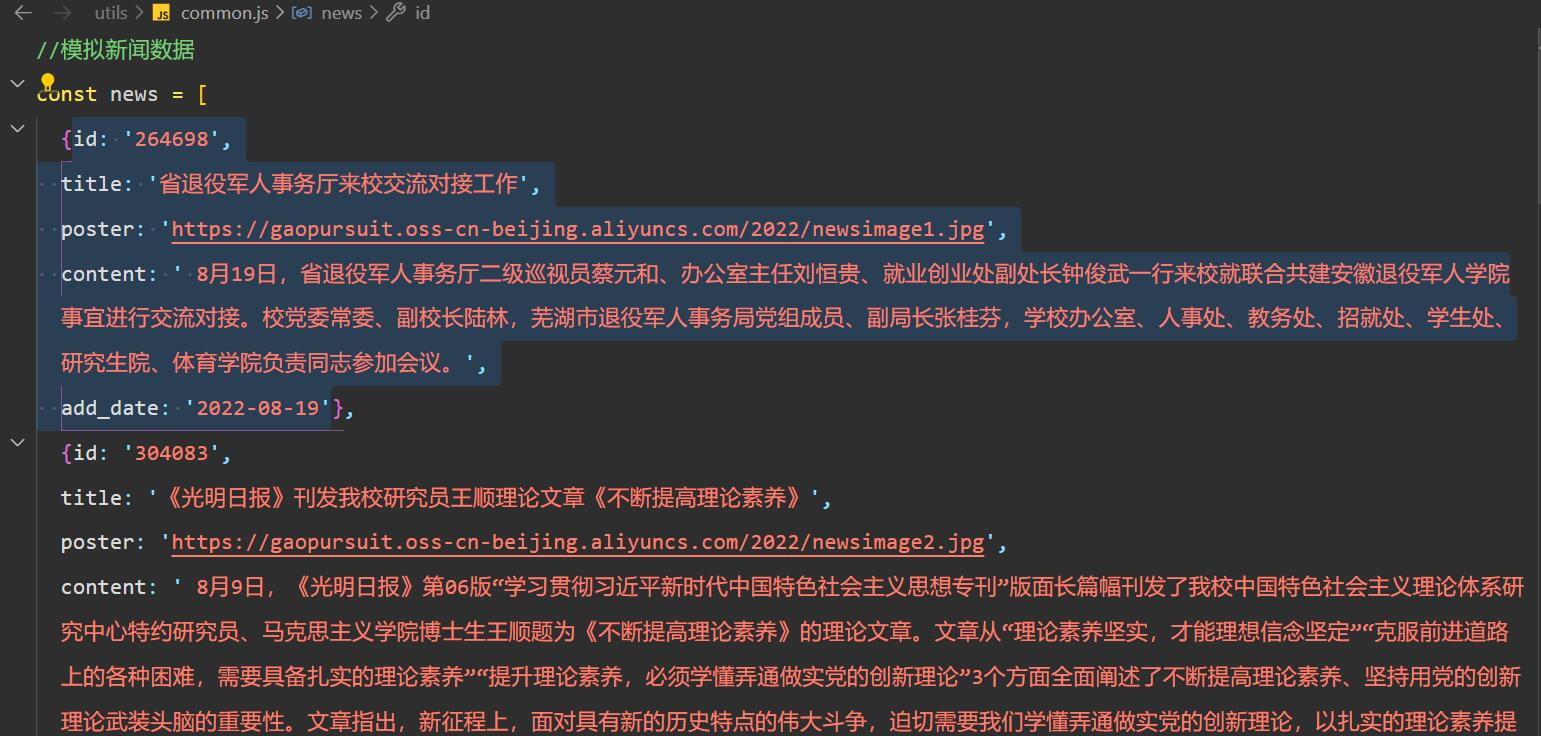 utils > JS common.js > news > id
//模拟新闻数据
const news = [
{id: '264698',
title: '省退役军人事务厅来校交流对接工作',
poster: 'https://gaopursuit.oss-cn-beijing.aliyuncs.com/2022/newsimage1.jpg',
content: ' 8月19日，省退役军人事务厅二级巡视员蔡元和、办公室主任刘恒贵、就业创业处副处长钟俊武一行来校就联合共建安徽退役军人学院
事宜进行交流对接。校党委常委、副校长陆林，芜湖市退役军人事务局党组成员、副局长张桂芬，学校办公室、人事处、教务处、招就处、学生处、
研究生院、体育学院负责同志参加会议。',
add_date: '2022-08-19'},
{id: '304083',
title: '《光明日报》刊发我校研究员王顺理论文章《不断提高理论素养》',
poster: 'https://gaopursuit.oss-cn-beijing.aliyuncs.com/2022/newsimage2.jpg',
content: ' 8月9日，《光明日报》第06版“学习贯彻习近平新时代中国特色社会主义思想专刊”版面长篇幅刊发了我校中国特色社会主义理论体系研
究中心特约研究员、马克思主义学院博士生王顺题为《不断提高理论素养》的理论文章。文章从“理论素养坚实，才能理想信念坚定”“克服前进道路
上的各种困难，需要具备扎实的理论素养”“提升理论素养，必须学懂弄通做实党的创新理论”3个方面全面阐述了不断提高理论素养、坚持用党的创新
理论武装头脑的重要性。文章指出，新征程上，面对具有新的历史特点的伟大斗争，迫切需要我们学懂弄通做实党的创新理论，以扎实的理论素养提